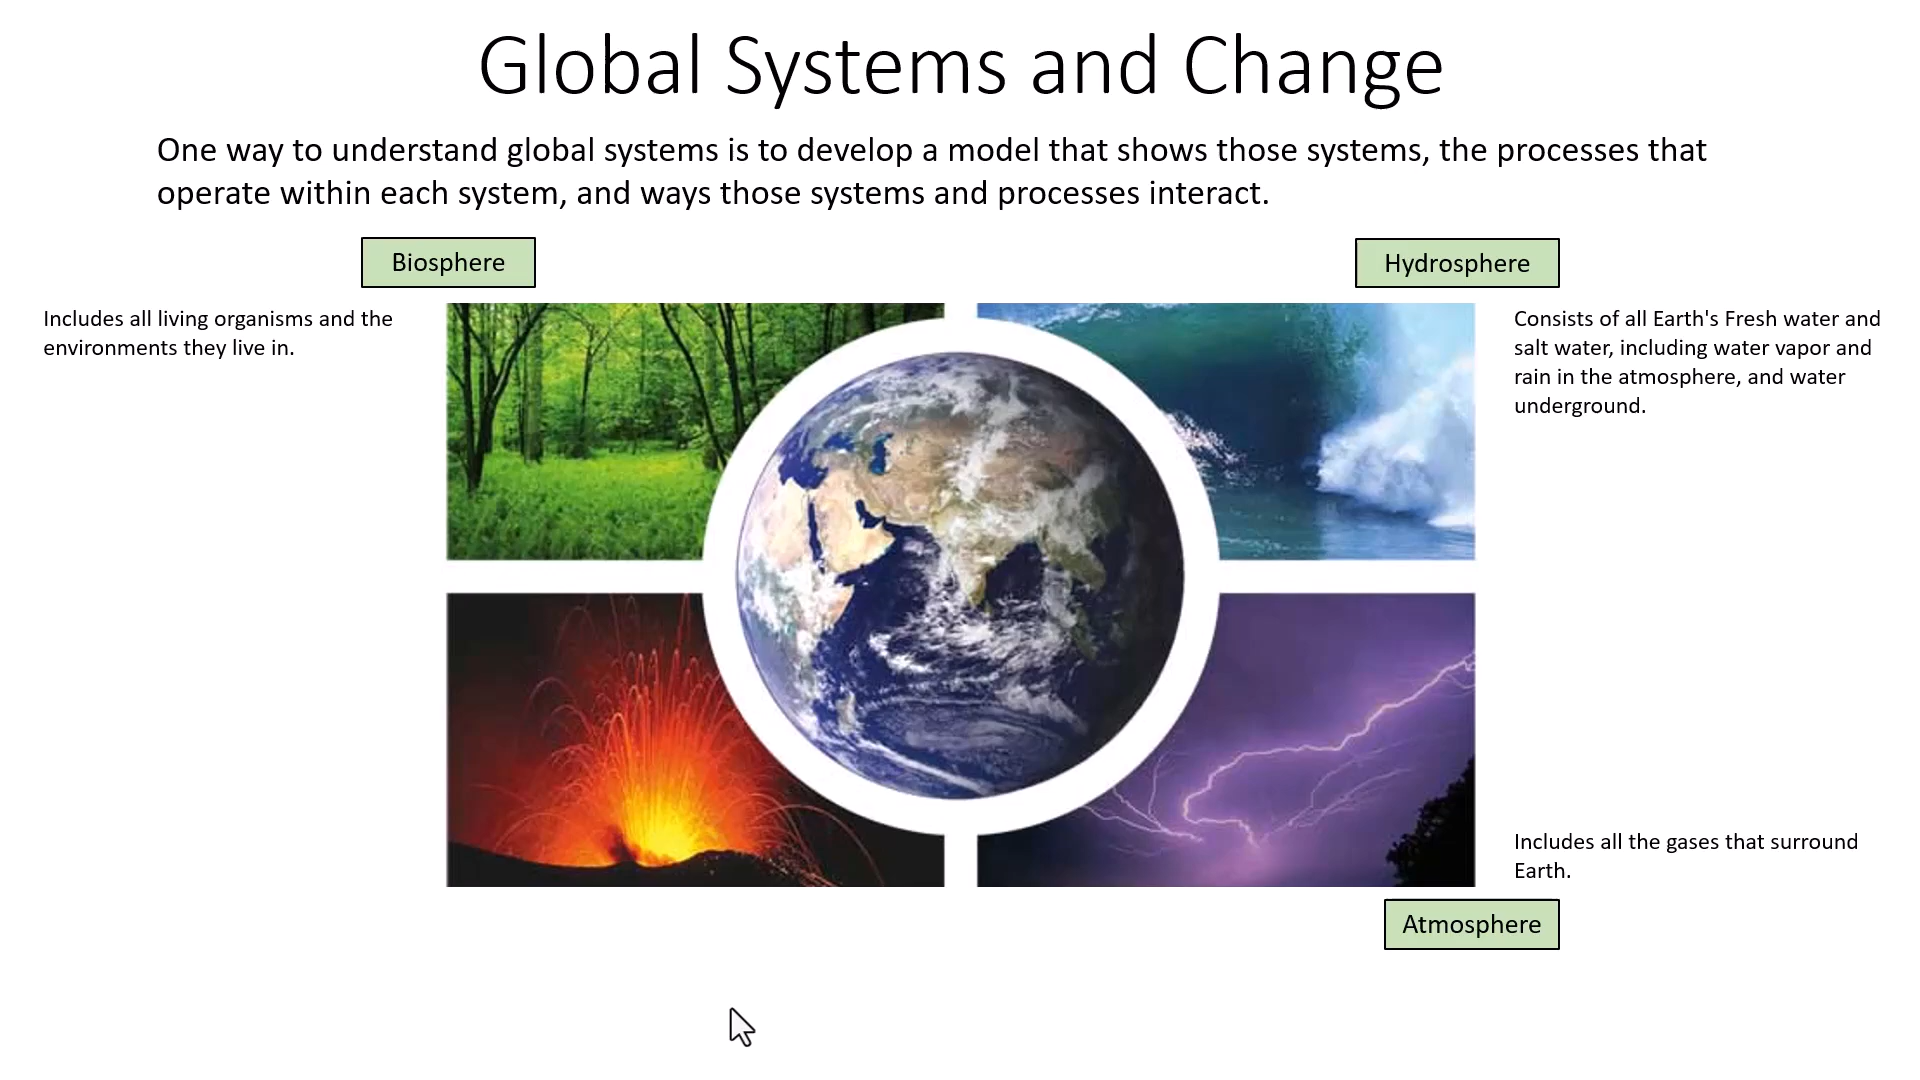 Global Systems and Change
One way to understand global systems is to develop a model that shows those systems, the processes that
operate within each system, and ways those systems and processes interact.
Biosphere
Includes all living organisms and the
environments they live in.
Hydrosphere
Consists of all Earth's Fresh water and
salt water, including water vapor and
rain in the atmosphere, and water
underground.
Includes all the gases that surround
Earth.
Atmosphere